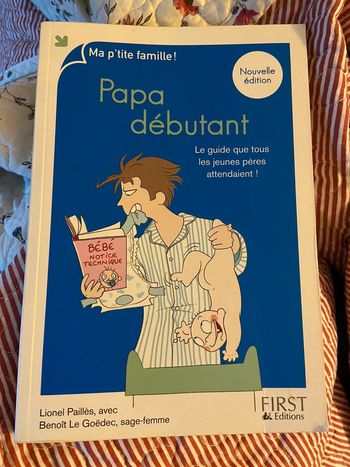 Ma p'tite famille !
Nouvelle
édition
Papa
débutant
Le guide que tous
les jeunes pères
attendaient !
BÉBÉ
NOTICE
TECHNIQUE
Lionel Paillès, avec
Benoît Le Goëdec, sage-femme
FIRST
Editions